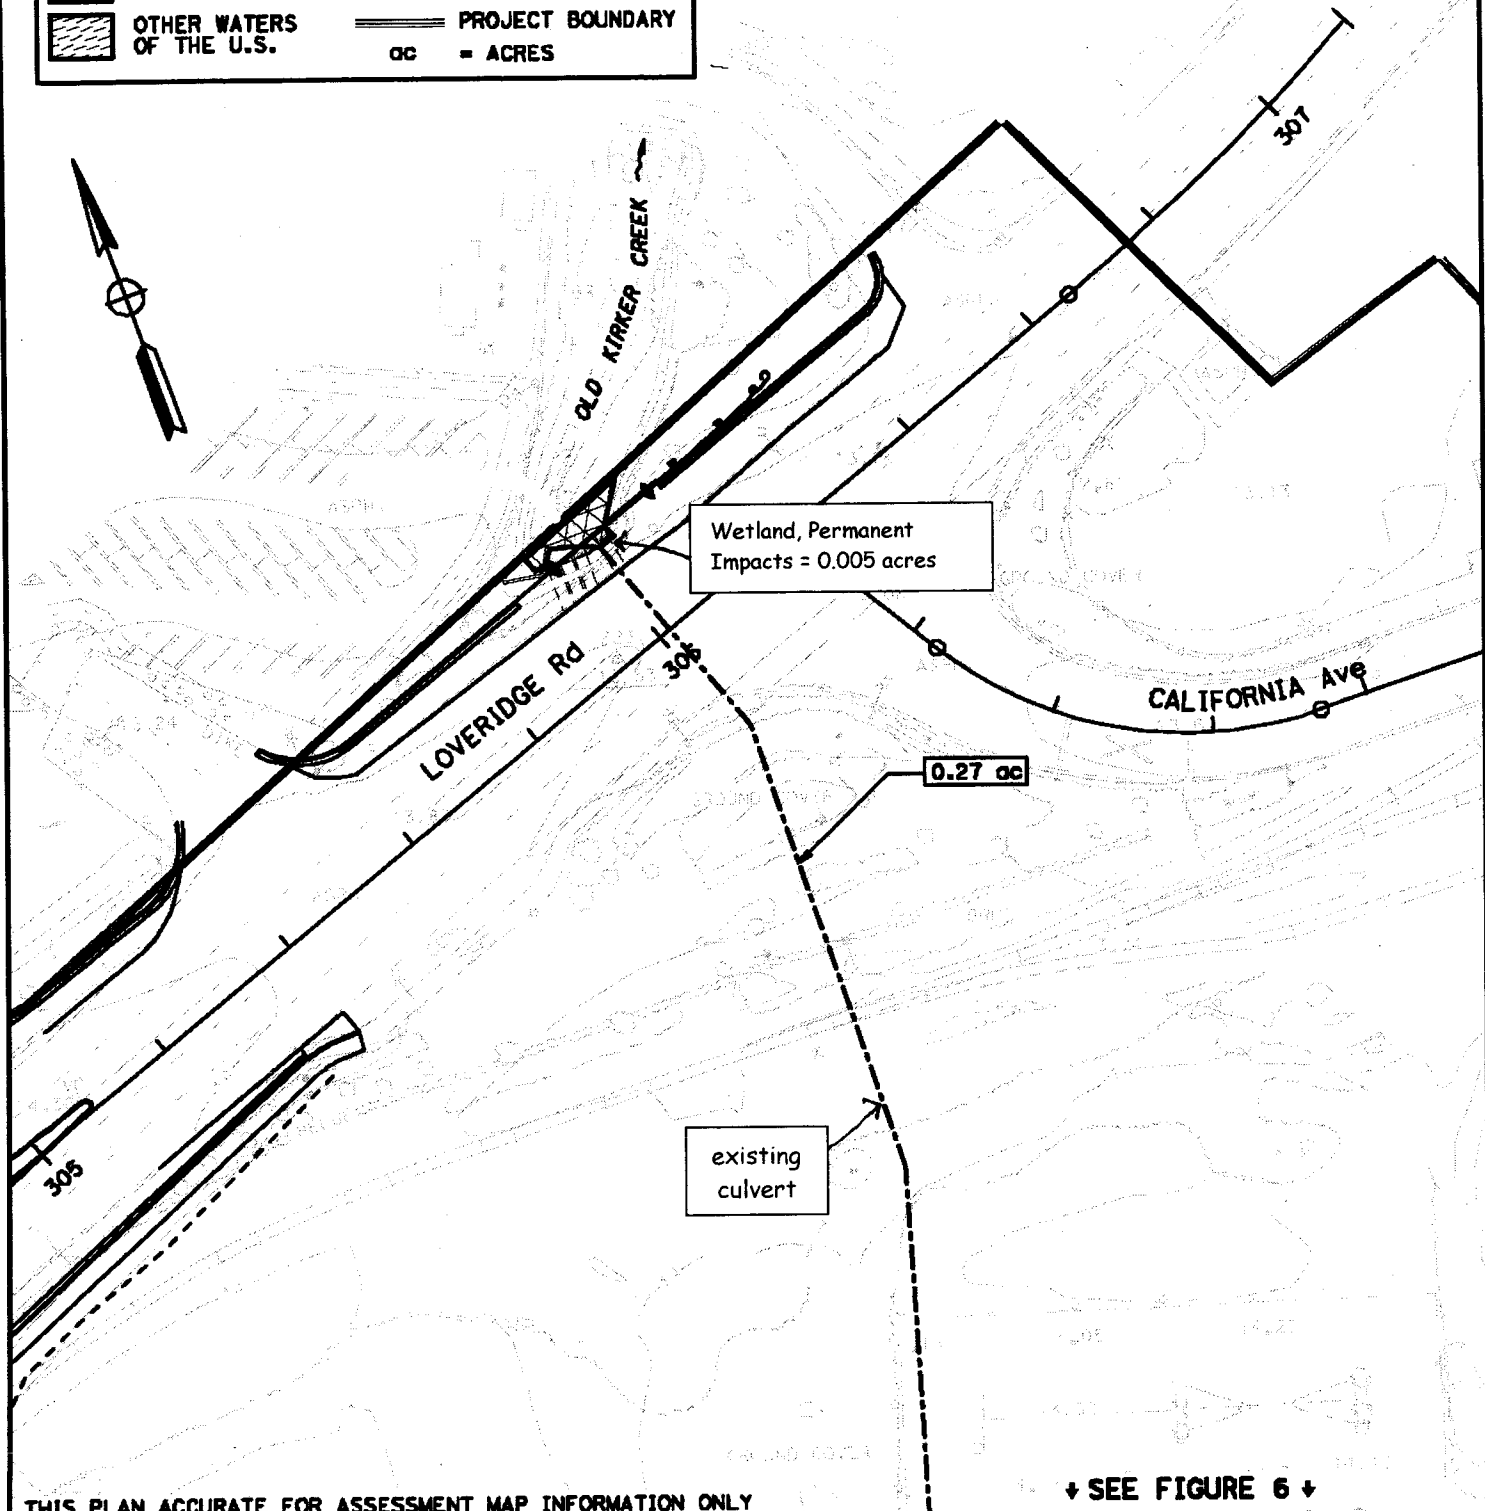 OTHER WATERS
OF THE U.S.
PROJECT BOUNDARY
ac = ACRES
307
OLD KIRKER CREEK
Wetland, Permanent
Impacts = 0.005 acres
306
LOVERIDGE Rd
CALIFORNIA Ave
0.27 ac
existing
culvert
305
SEE FIGURE 6
THIS PLAN ACCURATE FOR ASSESSMENT MAP INFORMATION ONLY